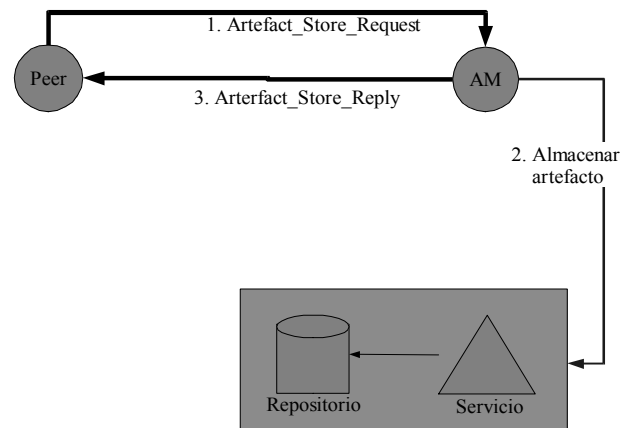 1. Artefact_Store_Request
Peer
AM
3. Arterfact_Store_Reply
2. Almacenar
artefacto
Repositorio
Servicio